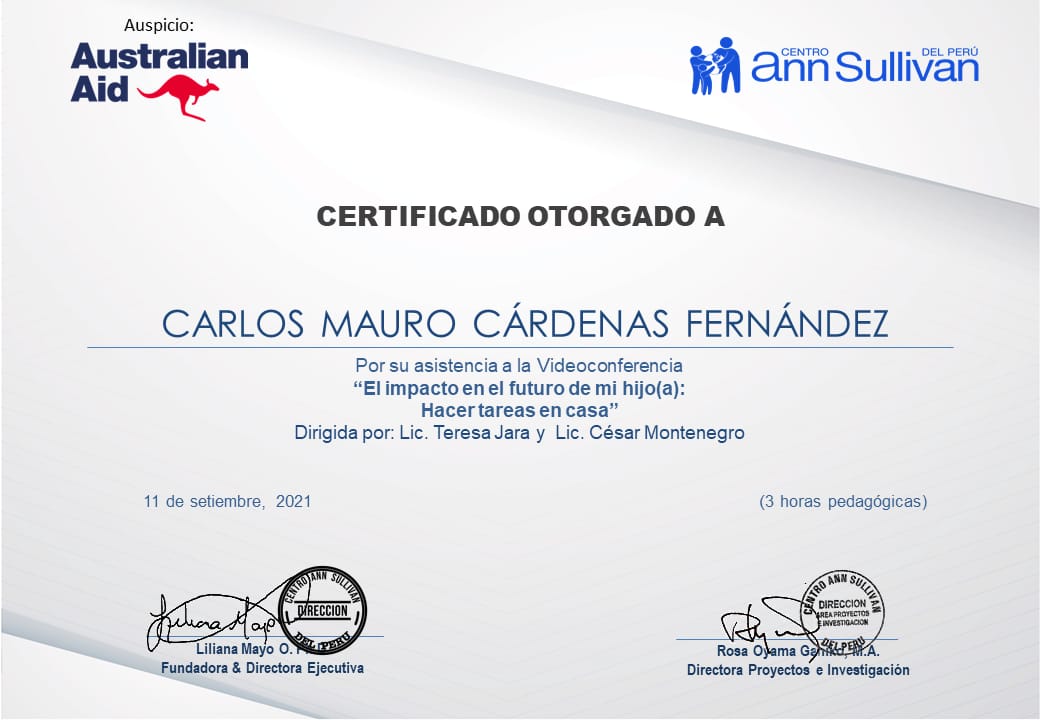 Auspicio:
Australian
Aid
CENTRO DEL PERÚ
ann Sullivan
CERTIFICADO OTORGADO A
CARLOS MAURO CÁRDENAS FERNÁNDEZ
Por su asistencia a la Videoconferencia
“El impacto en el futuro de mi hijo(a):
Hacer tareas en casa”
Dirigida por: Lic. Teresa Jara y Lic. César Montenegro
11 de setiembre, 2021
(3 horas pedagógicas)
CENTRO ANN SULLIVAN
DIRECCION
DEL PERU
Liliana Mayo O.
Fundadora & Directora Ejecutiva
CENTRO ANN SULLIVAN
DIRECCION
AREA PROYECTOS
E INVESTIGACION
DEL PERU
Rosa Oyama M.A.
Directora Proyectos e Investigación